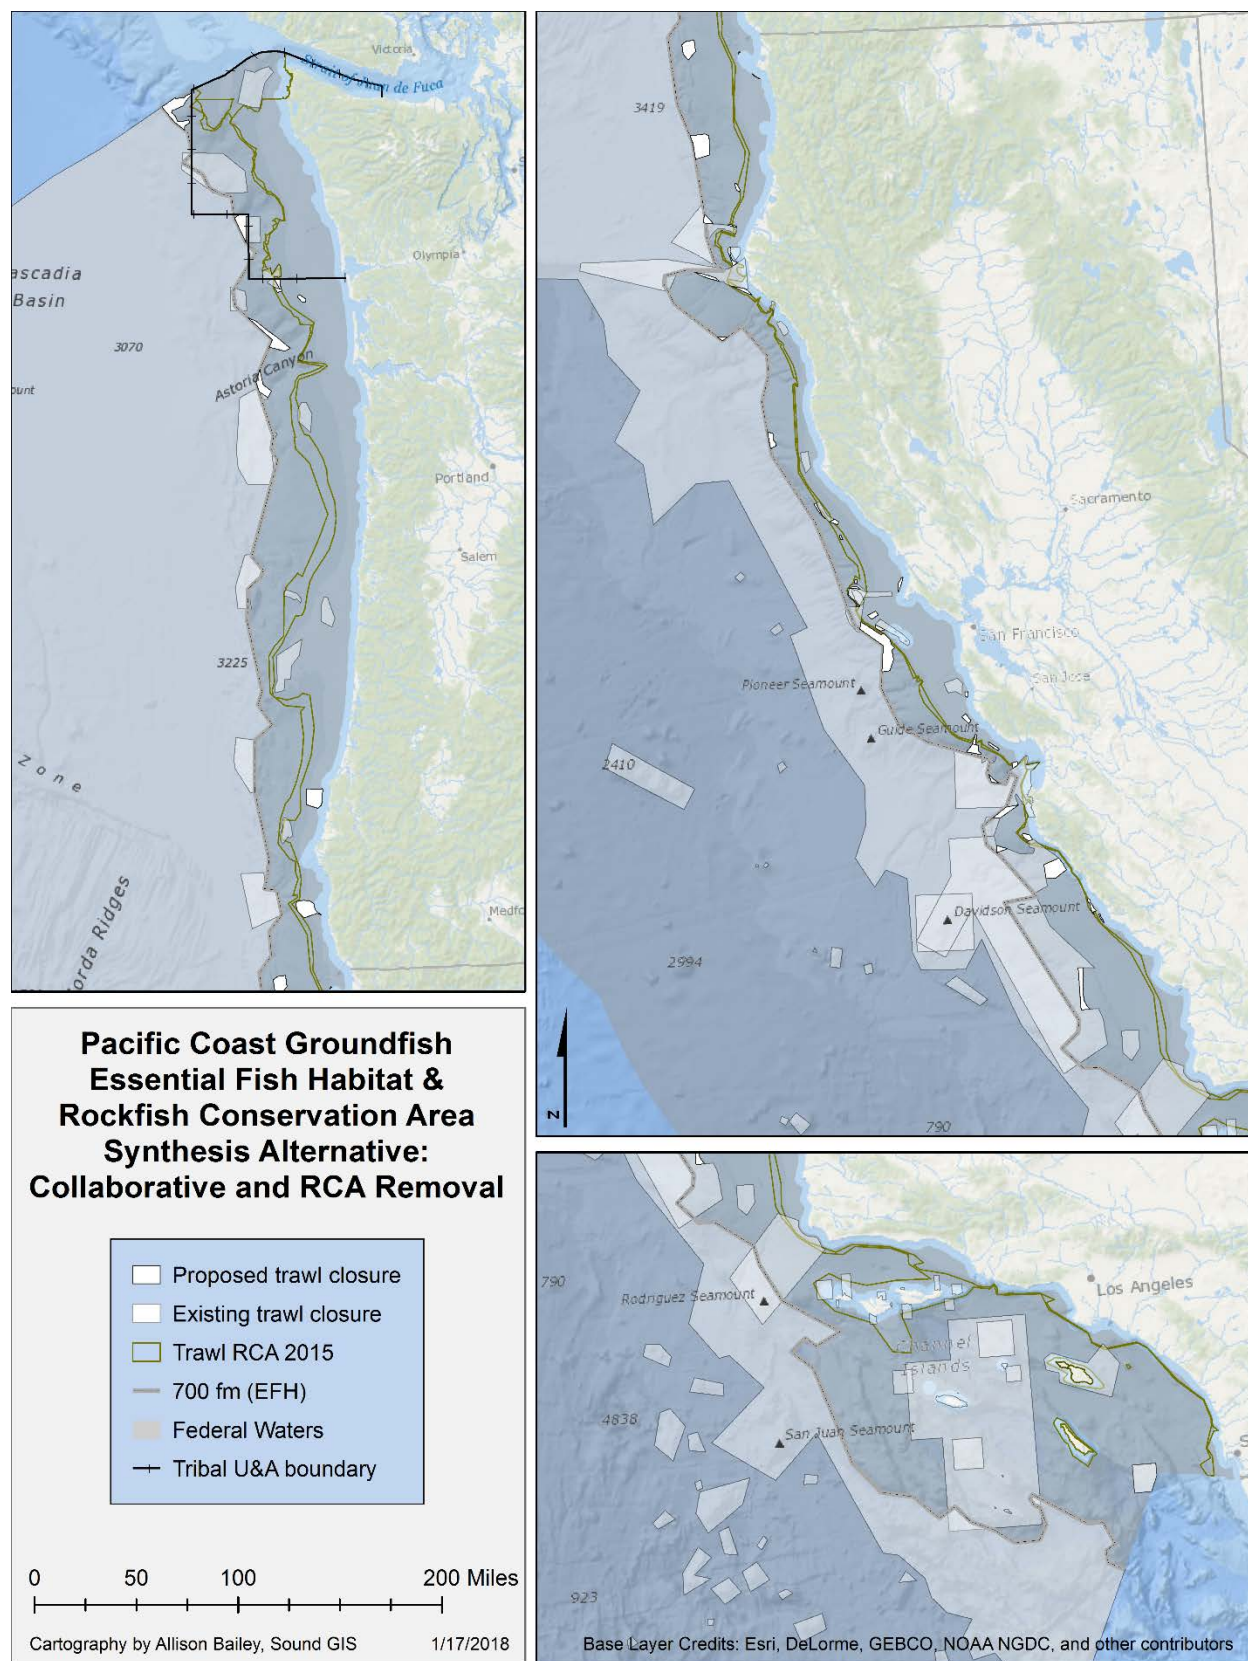 Victoria
Strait of Juan de Fuca
Olympia
ascadia
Basin
3070
ount
Astoria Canyon
Portland
Salem
3225
Zone
orda Ridges
Medfo
3419
Sacramento
San Francisco
San Jose
Pioneer Seamount
Guide Seamount
2410
Davidson Seamount
2994
790
N
Pacific Coast Groundfish
Essential Fish Habitat &
Rockfish Conservation Area
Synthesis Alternative:
Collaborative and RCA Removal
Proposed trawl closure
Existing trawl closure
Trawl RCA 2015
700 fm (EFH)
Federal Waters
Tribal U&A boundary
0 50 100 200 Miles
Cartography by Allison Bailey, Sound GIS 1/17/2018
790
Rodriguez Seamount
Los Angeles
Channel
Islands
4838
San Juan Seamount
S
923
Base Layer Credits: Esri, DeLorme, GEBCO, NOAA NGDC, and other contributors